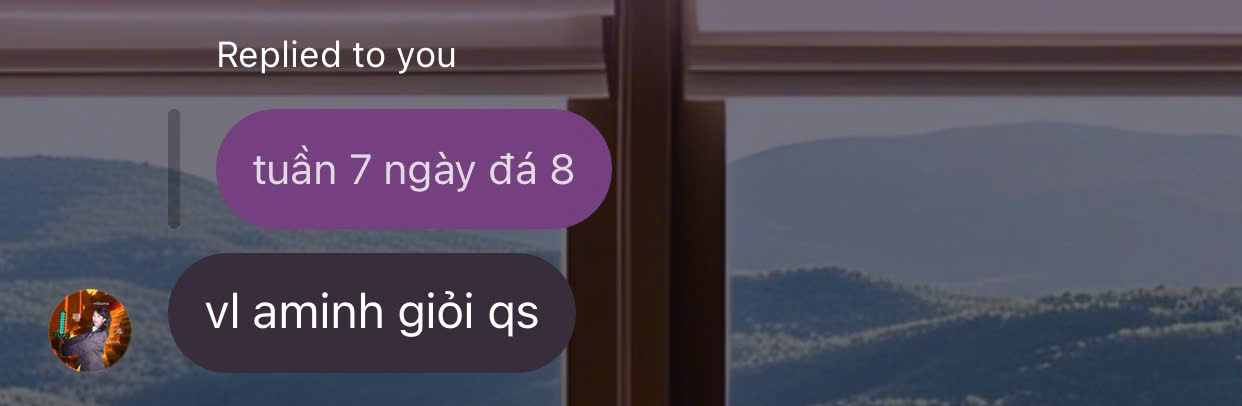 Replied to you
tuần 7 ngày đá 8
vl aminh giỏi qs